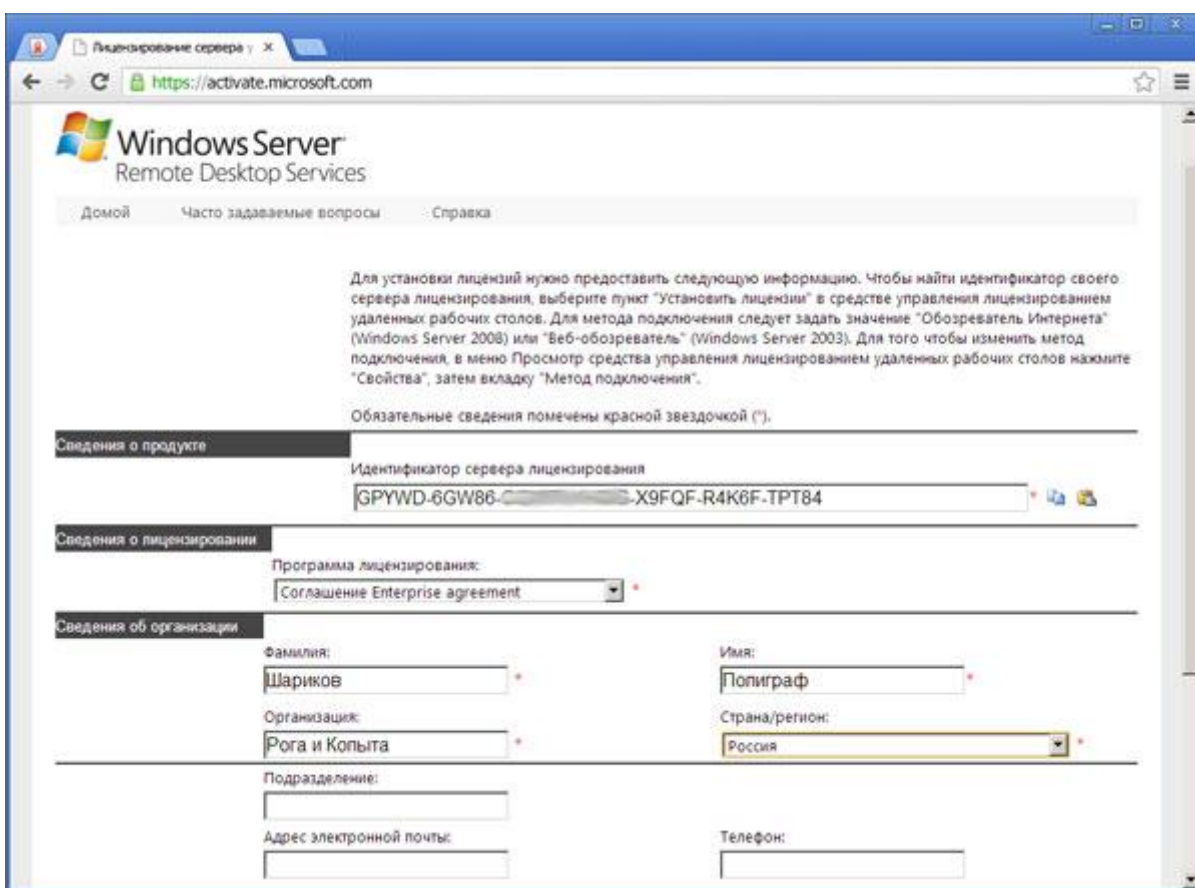 Лицензирование сервера у
https://activate.microsoft.com
Windows Server
Remote Desktop Services
Домой Часто задаваемые вопросы Справка
Для установки лицензий нужно предоставить следующую информацию. Чтобы найти идентификатор своего
сервера лицензирования, выберите пункт "Установить лицензии" в средстве управления лицензированием
удаленных рабочих столов. Для метода подключения следует задать значение "Обозреватель Интернета"
(Windows Server 2008) или "Веб-обозреватель" (Windows Server 2003). Для того чтобы изменить метод
подключения, в меню Просмотр средства управления лицензированием удаленных рабочих столов нажмите
"Свойства", затем вкладку "Метод подключения".
Обязательные сведения помечены красной звездочкой (*).
Сведения о продукте
Идентификатор сервера лицензирования
GPYWD-6GW86- -X9FQF-R4K6F-TPT84 *
Сведения о лицензировании
Программа лицензирования:
Соглашение Enterprise agreement *
Сведения об организации
Фамилия: Имя:
Шариков * Полиграф *
Организация: Страна/регион:
Рога и Копыта * Россия *
Подразделение:
Адрес электронной почты: Телефон: